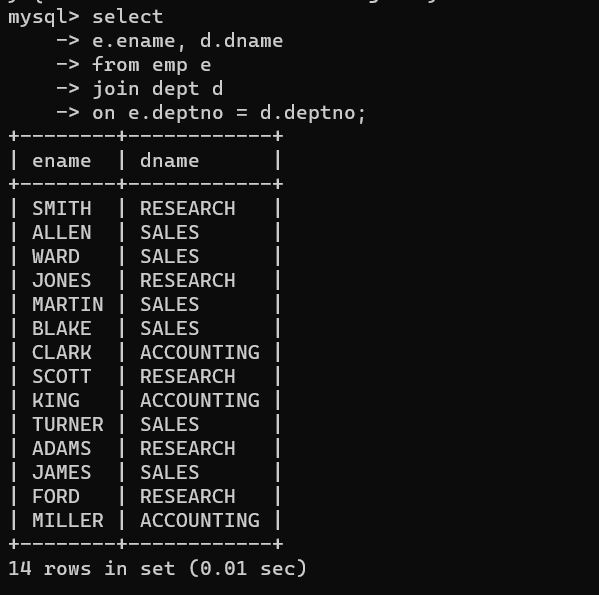 mysql> select
    -> e.ename, d.dname
    -> from emp e
    -> join dept d
    -> on e.deptno = d.deptno;
+--------+------------+
| ename  | dname      |
+--------+------------+
| SMITH  | RESEARCH   |
| ALLEN  | SALES      |
| WARD   | SALES      |
| JONES  | RESEARCH   |
| MARTIN | SALES      |
| BLAKE  | SALES      |
| CLARK  | ACCOUNTING |
| SCOTT  | RESEARCH   |
| KING   | ACCOUNTING |
| TURNER | SALES      |
| ADAMS  | RESEARCH   |
| JAMES  | SALES      |
| FORD   | RESEARCH   |
| MILLER | ACCOUNTING |
+--------+------------+
14 rows in set (0.01 sec)